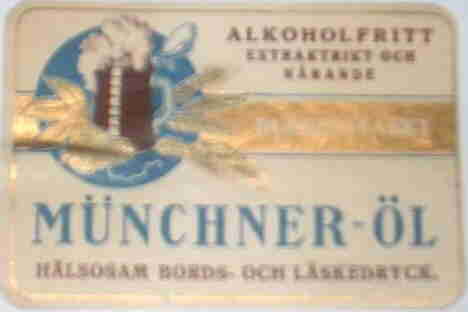 ALKOHOLFRITT
EXTRAKTRIKT OCH
NÄRANDE
MÜNCHNER-ÖL
HÄLSOSAM BORDS- OCH LÄSKEDRYCK.